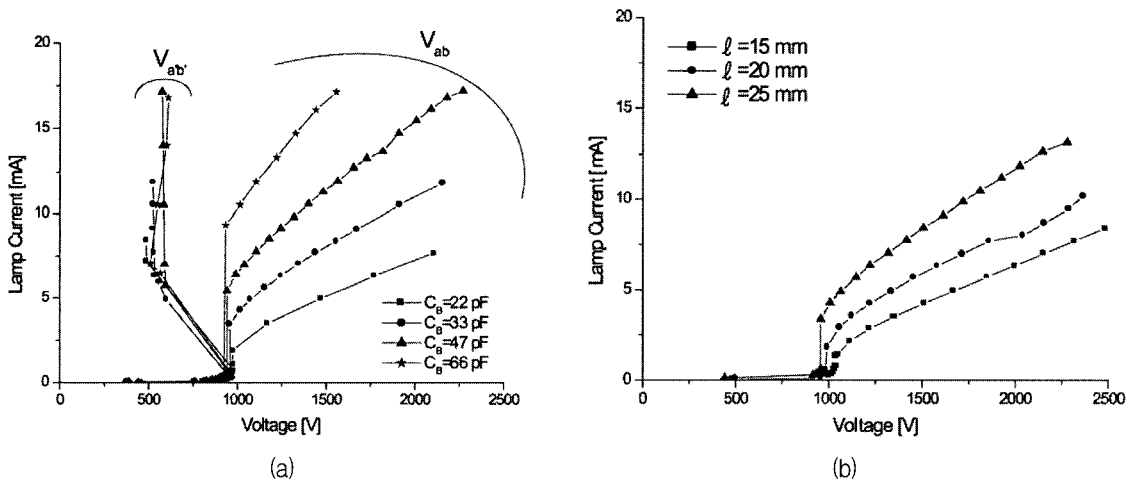 20
15
10
5
0
Lamp Current [mA]
V a'b'
V ab
C_B=22 pF
C_B=33 pF
C_B=47 pF
C_B=66 pF
0 500 1000 1500 2000 2500
Voltage [V]
(a)
20
15
10
5
0
Lamp Current [mA]
ℓ=15 mm
ℓ=20 mm
ℓ=25 mm
0 500 1000 1500 2000 2500
Voltage [V]
(b)